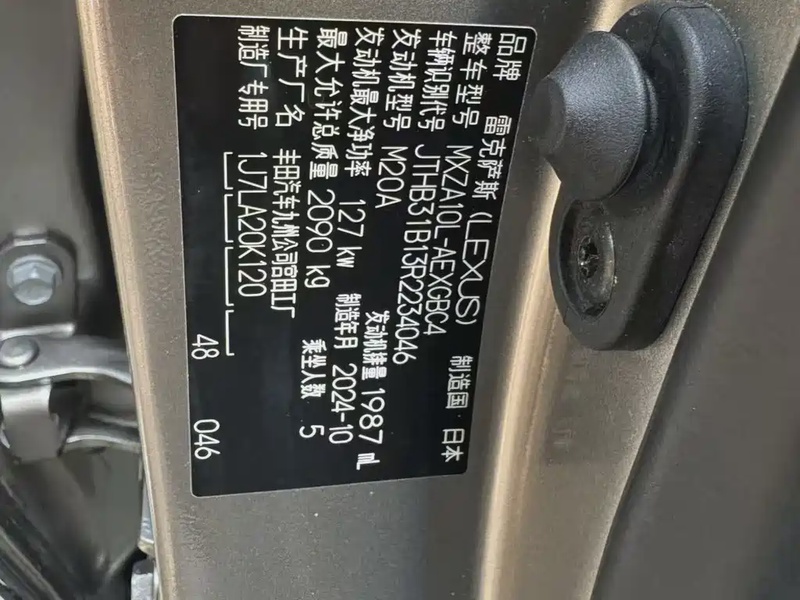 品牌 雷克萨斯 (LEXUS) 制造国 日本
整车型号 MXZA10L-AEXGBC4
车辆识别代号 JTHB31B13R2234046
发动机型号 M20A 发动机排量 1987 mL
发动机最大净功率 127 kw 制造年月 2024-10
最大允许总质量 2090 kg 乘坐人数 5
生产厂名 丰田汽车九州公司宫田工厂
制造厂专用号 1J7LA20K120
48 046